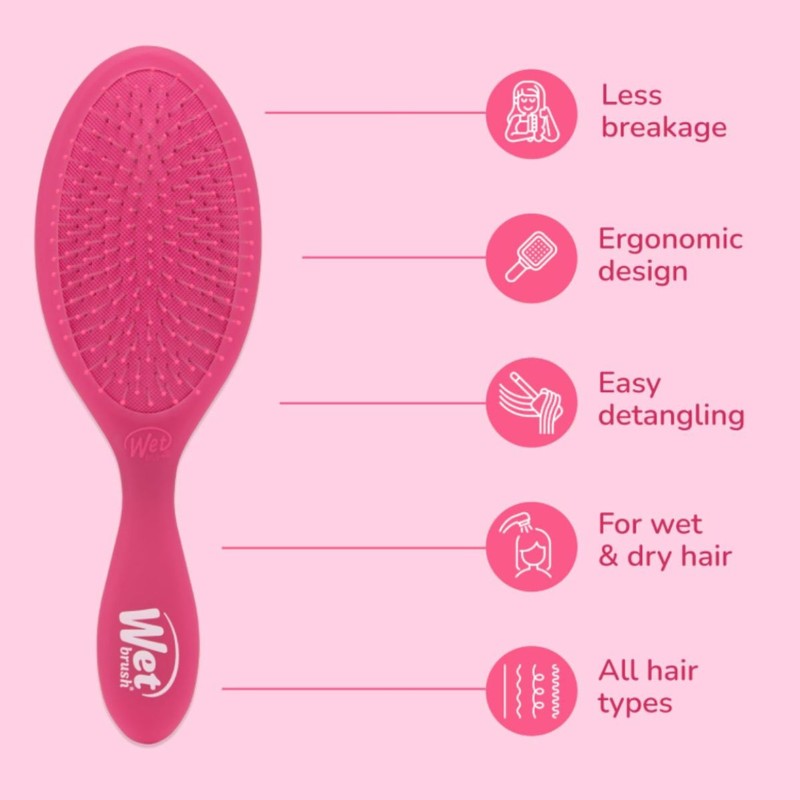 Less
breakage
Ergonomic
design
Easy
detangling
For wet
& dry hair
All hair
types
Wet
Wet
brush